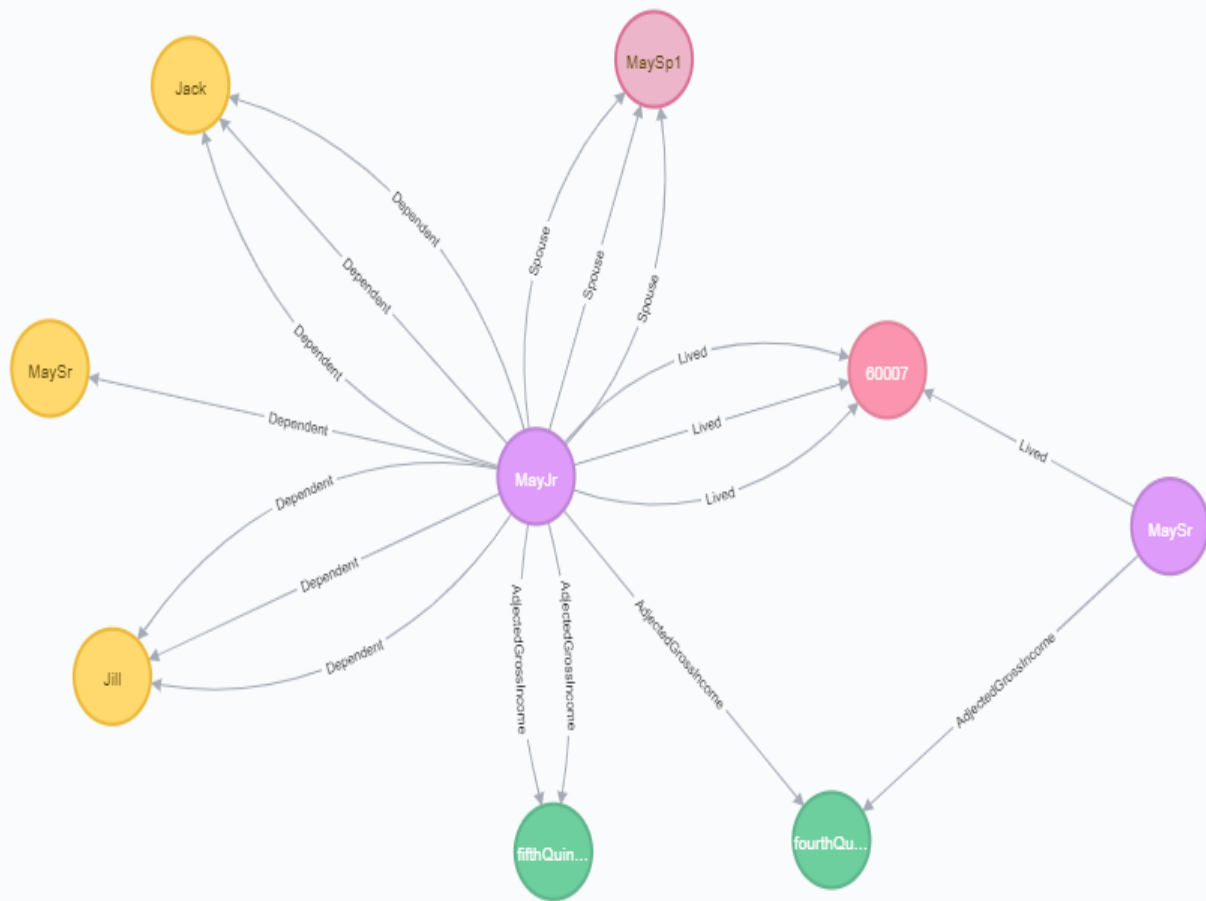 MaySp1
Jack
Dependent
Spouse
Dependent
Spouse
Spouse
Dependent
Lived
MaySr
60007
Dependent
Lived
Lived
MayJr
Dependent
Lived
MaySr
Dependent
AdjectedGrossIncome
AdjectedGrossIncome
AdjectedGrossIncome
Dependent
Jill
AdjectedGrossIncome
fifthQuin...
fourthQu...
Lived